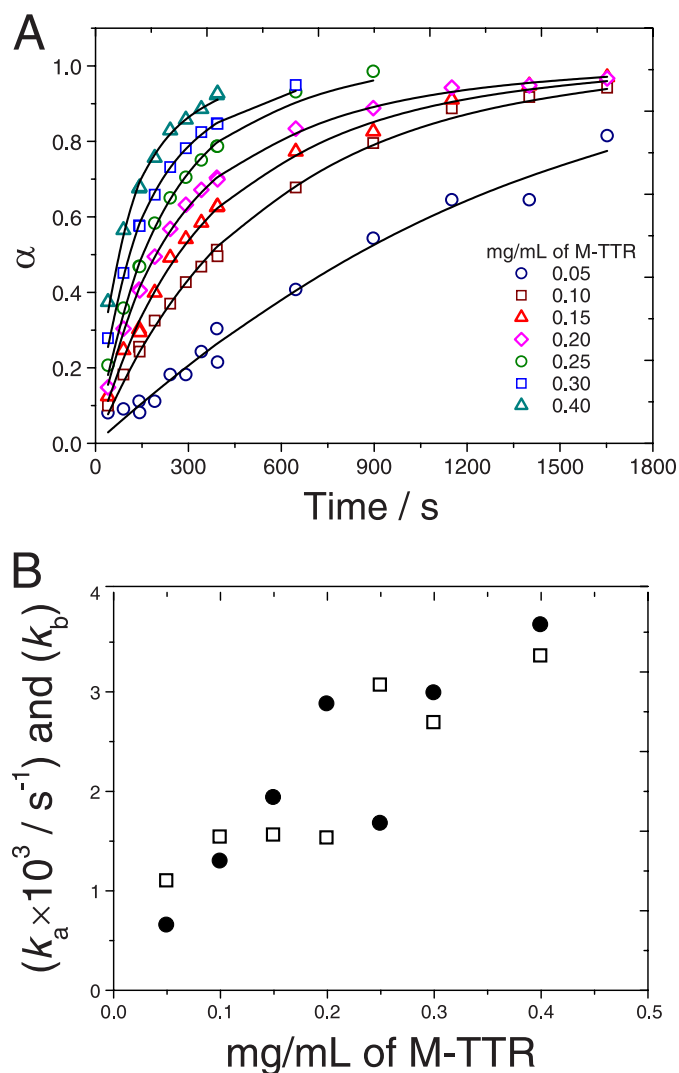 A
1.0
0.8
0.6
0.4
0.2
0.0
α
0 300 600 900 1200 1500 1800
Time / s
mg/mL of M-TTR
0.05
0.10
0.15
0.20
0.25
0.30
0.40
B
4
3
2
1
0
(kₐ ×10³ / s⁻¹) and (k_b)
0.0 0.1 0.2 0.3 0.4 0.5
mg/mL of M-TTR